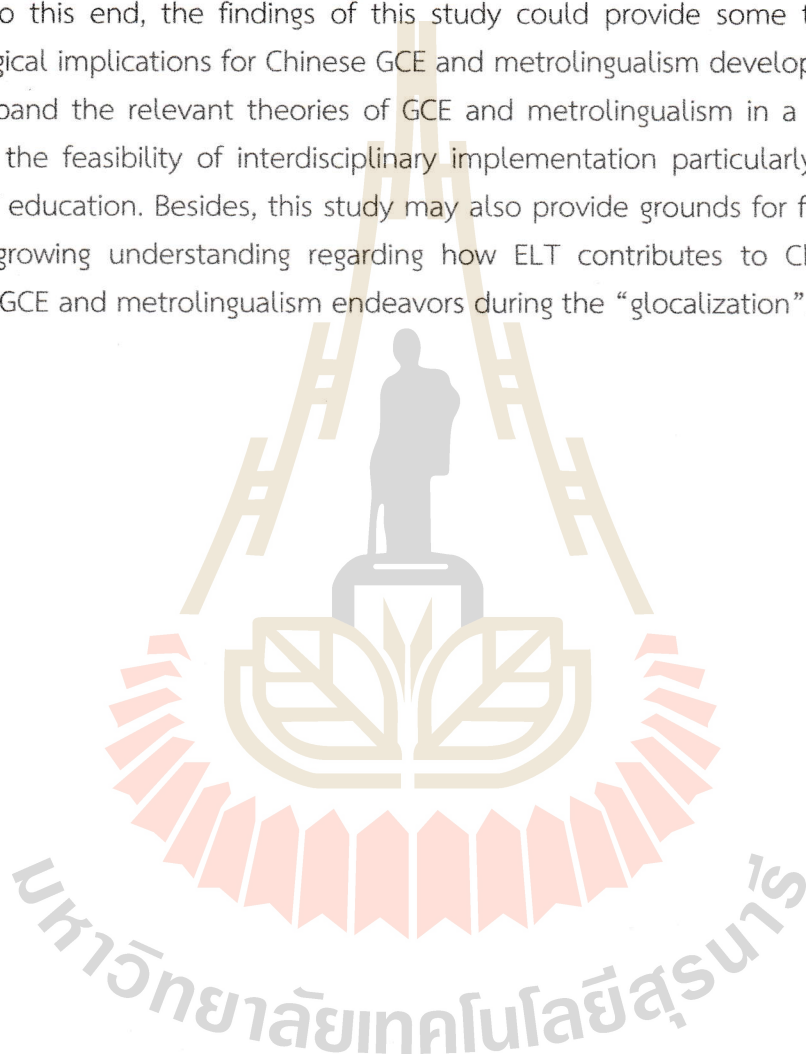 o this end, the findings of this study could provide some t
gical implications for Chinese GCE and metrolingualism develop
pand the relevant theories of GCE and metrolingualism in a
the feasibility of interdisciplinary implementation particularly
education. Besides, this study may also provide grounds for f
growing understanding regarding how ELT contributes to C
GCE and metrolingualism endeavors during the “glocalization”
มหาวิทยาลัยเทคโนโลยีสุรนารี